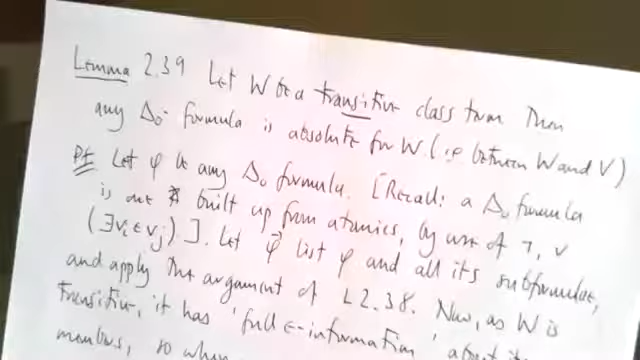 Lemma 2.39 Let W be a transitive class term Then
any Δ₀ formula is absolute for W. (ie between W and V)
Pf: Let φ be any Δ₀ formula. [Recall: a Δ₀ formula
is one built up from atomics, by use of ¬, ∨
(∃vᵢ∈vⱼ).]. Let φ⃗ list φ and all its subformulae,
and apply the argument of L2.38. Now, as W is
transitive, it has 'full ∈-information' about its
members, so when